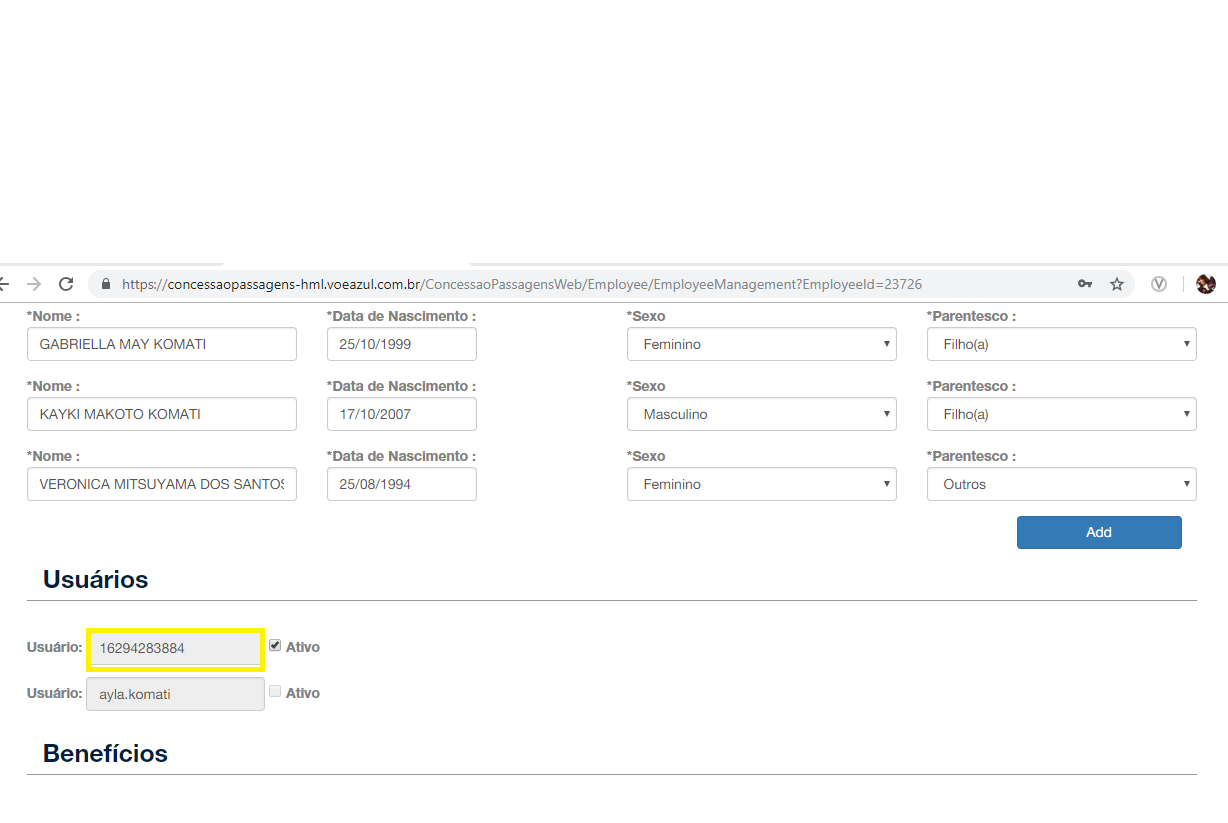 https://concessaopassagens-hml.voeazul.com.br/ConcessaoPassagensWeb/Employee/EmployeeManagement?EmployeeId=23726
*Nome : *Data de Nascimento : *Sexo *Parentesco :
GABRIELLA MAY KOMATI 25/10/1999 Feminino Filho(a)
*Nome : *Data de Nascimento : *Sexo *Parentesco :
KAYKI MAKOTO KOMATI 17/10/2007 Masculino Filho(a)
*Nome : *Data de Nascimento : *Sexo *Parentesco :
VERONICA MITSUYAMA DOS SANTOS 25/08/1994 Feminino Outros
Add
Usuários
Usuário: 16294283884 Ativo
Usuário: ayla.komati Ativo
Benefícios